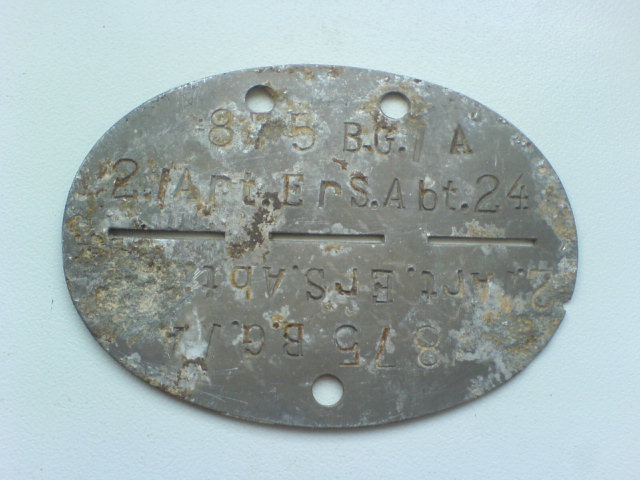 875 B.G./ A
2./Art.ErS.Abt.24
2./Art.ErS.Abt.
875 B.G./A